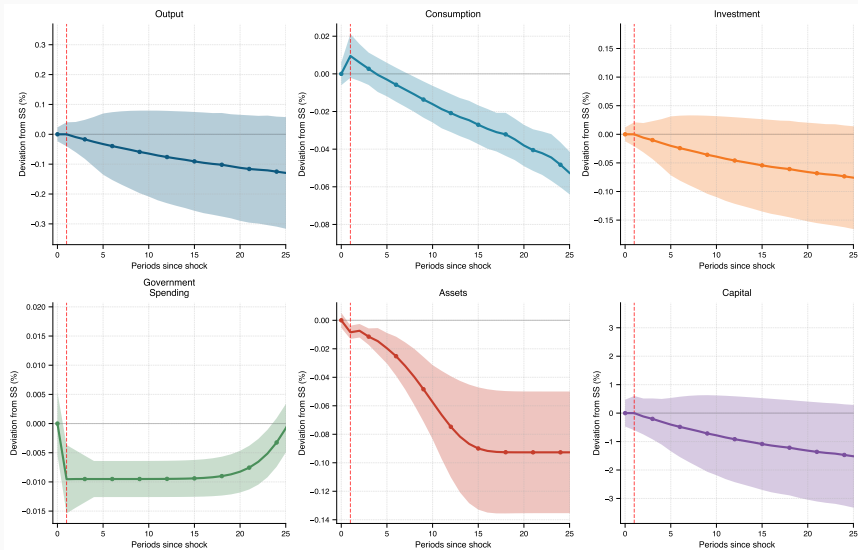 Output
Deviation from SS (%)
0.3
0.2
0.1
0.0
−0.1
−0.2
−0.3
0 5 10 15 20 25
Periods since shock
Consumption
Deviation from SS (%)
0.02
0.00
−0.02
−0.04
−0.06
−0.08
0 5 10 15 20 25
Periods since shock
Investment
Deviation from SS (%)
0.15
0.10
0.05
0.00
−0.05
−0.10
−0.15
0 5 10 15 20 25
Periods since shock
Government
Spending
Deviation from SS (%)
0.020
0.015
0.010
0.005
0.000
−0.005
−0.010
−0.015
0 5 10 15 20 25
Periods since shock
Assets
Deviation from SS (%)
0.00
−0.02
−0.04
−0.06
−0.08
−0.10
−0.12
−0.14
0 5 10 15 20 25
Periods since shock
Capital
Deviation from SS (%)
3
2
1
0
−1
−2
−3
0 5 10 15 20 25
Periods since shock